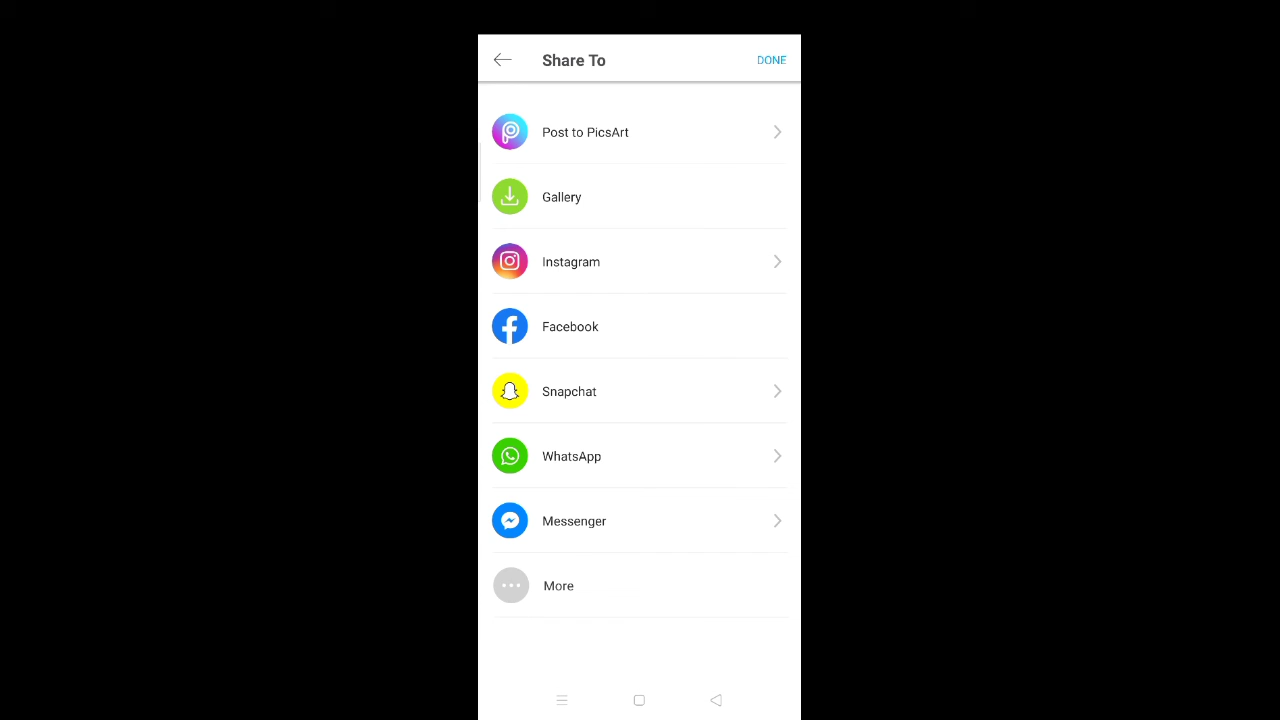 Share To
DONE
Post to PicsArt
Gallery
Instagram
Facebook
Snapchat
WhatsApp
Messenger
More